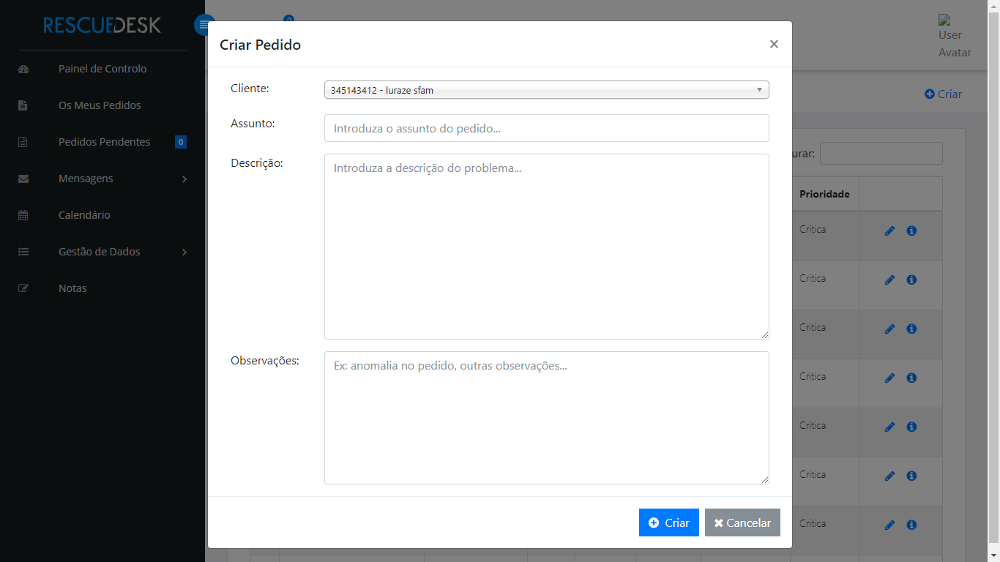 RESCUEDESK
0
User
Avatar
Painel de Controlo
Os Meus Pedidos
Pedidos Pendentes 0
Mensagens
Calendário
Gestão de Dados
Notas
Criar Pedido
×
Cliente: 345143412 - luraze sfam
Assunto: Introduza o assunto do pedido...
Descrição: Introduza a descrição do problema...
Observações: Ex: anomalia no pedido, outras observações...
Criar Cancelar
Criar
urar:
Prioridade
Critica
Critica
Critica
Critica
Critica
Critica
Critica